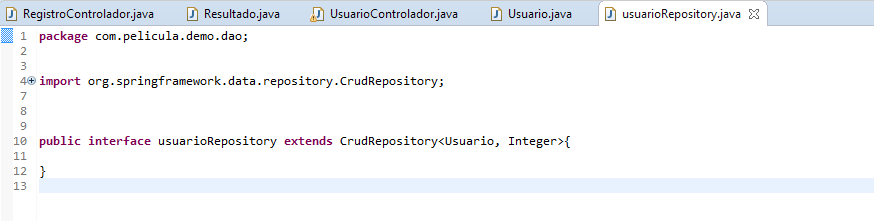 RegistroControlador.java Resultado.java UsuarioControlador.java Usuario.java usuarioRepository.java
1 package com.pelicula.demo.dao;
2
3
4 import org.springframework.data.repository.CrudRepository;
7
8
9
10 public interface usuarioRepository extends CrudRepository<Usuario, Integer>{
11
12 }
13